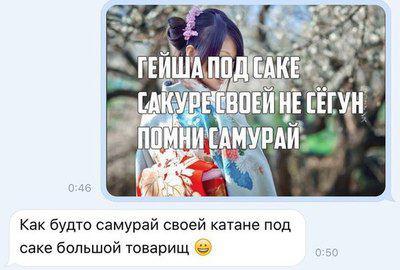 ГЕЙША ПОД САКЕ
САКУРЕ СВОЕЙ НЕ СЁГУН
ПОМНИ САМУРАЙ
0:46
Как будто самурай своей катане под
саке большой товарищ 😀
0:50